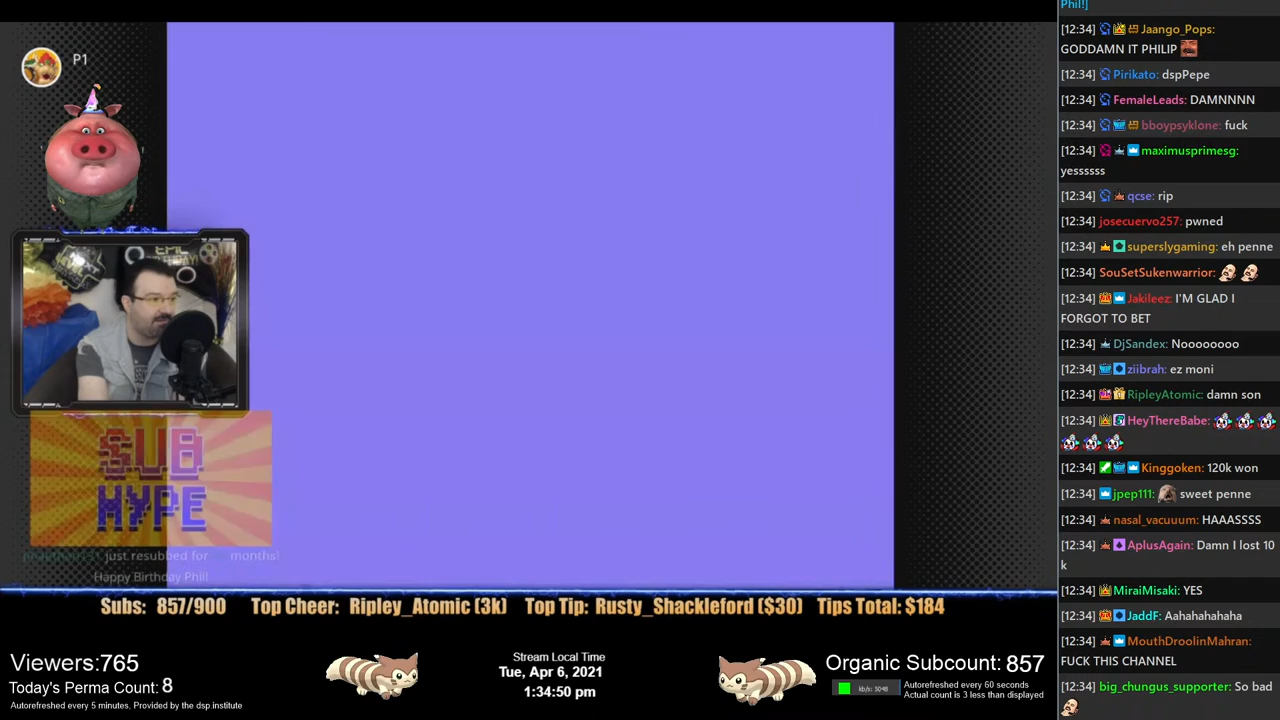 P1
EPIC
BIRTHDAY!
SUB
HYPE
just resubbed for months!
Happy Birthday Phil!
Subs: 857/900 Top Cheer: Ripley_Atomic (3k) Top Tip: Rusty_Shackleford ($30) Tips Total: $184
Viewers:765
Today's Perma Count: 8
Autorefreshed every 5 minutes. Provided by the dsp.institute
Stream Local Time
Tue, Apr 6, 2021
1:34:50 pm
Organic Subcount: 857
kb/s: 5048
Autorefreshed every 60 seconds
Actual count is 3 less than displayed
Phil!]
[12:34] Jaango_Pops:
GODDAMN IT PHILIP
[12:34] Pirikato: dspPepe
[12:34] FemaleLeads: DAMNNNN
[12:34] bboypsyklone: fuck
[12:34] maximusprimesg:
yessssss
[12:34] qcse: rip
[12:34] josecuervo257: pwned
[12:34] superslygaming: eh penne
[12:34] SouSetSukenwarrior:
[12:34] Jakileez: I'M GLAD I
FORGOT TO BET
[12:34] DjSandex: Noooooooo
[12:34] ziibrah: ez moni
[12:34] RipleyAtomic: damn son
[12:34] HeyThereBabe:
[12:34] Kinggoken: 120k won
[12:34] jpep111: sweet penne
[12:34] nasal_vacuuum: HAAASSSS
[12:34] AplusAgain: Damn I lost 10
k
[12:34] MiraiMisaki: YES
[12:34] JaddF: Aahahahahaha
[12:34] MouthDroolinMahran:
FUCK THIS CHANNEL
[12:34] big_chungus_supporter: So bad